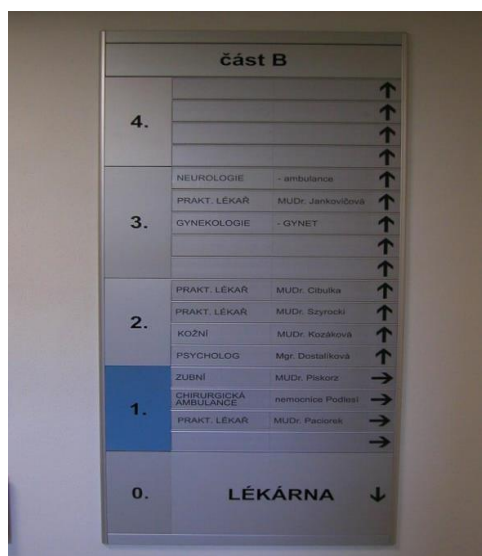 část B
4.
3.
NEUROLOGIE - ambulance
PRAKT. LÉKAŘ MUDr. Jankovičová
GYNEKOLOGIE - GYNET
2.
PRAKT. LÉKAŘ MUDr. Cibulka
PRAKT. LÉKAŘ MUDr. Szyrocki
KOŽNÍ MUDr. Kozáková
PSYCHOLOG Mgr. Dostalíková
1.
ZUBNÍ MUDr. Piskorz
CHIRURGICKÁ
AMBULANCE nemocnice Podlesí
PRAKT. LÉKAŘ MUDr. Paciorek
0.
LÉKÁRNA